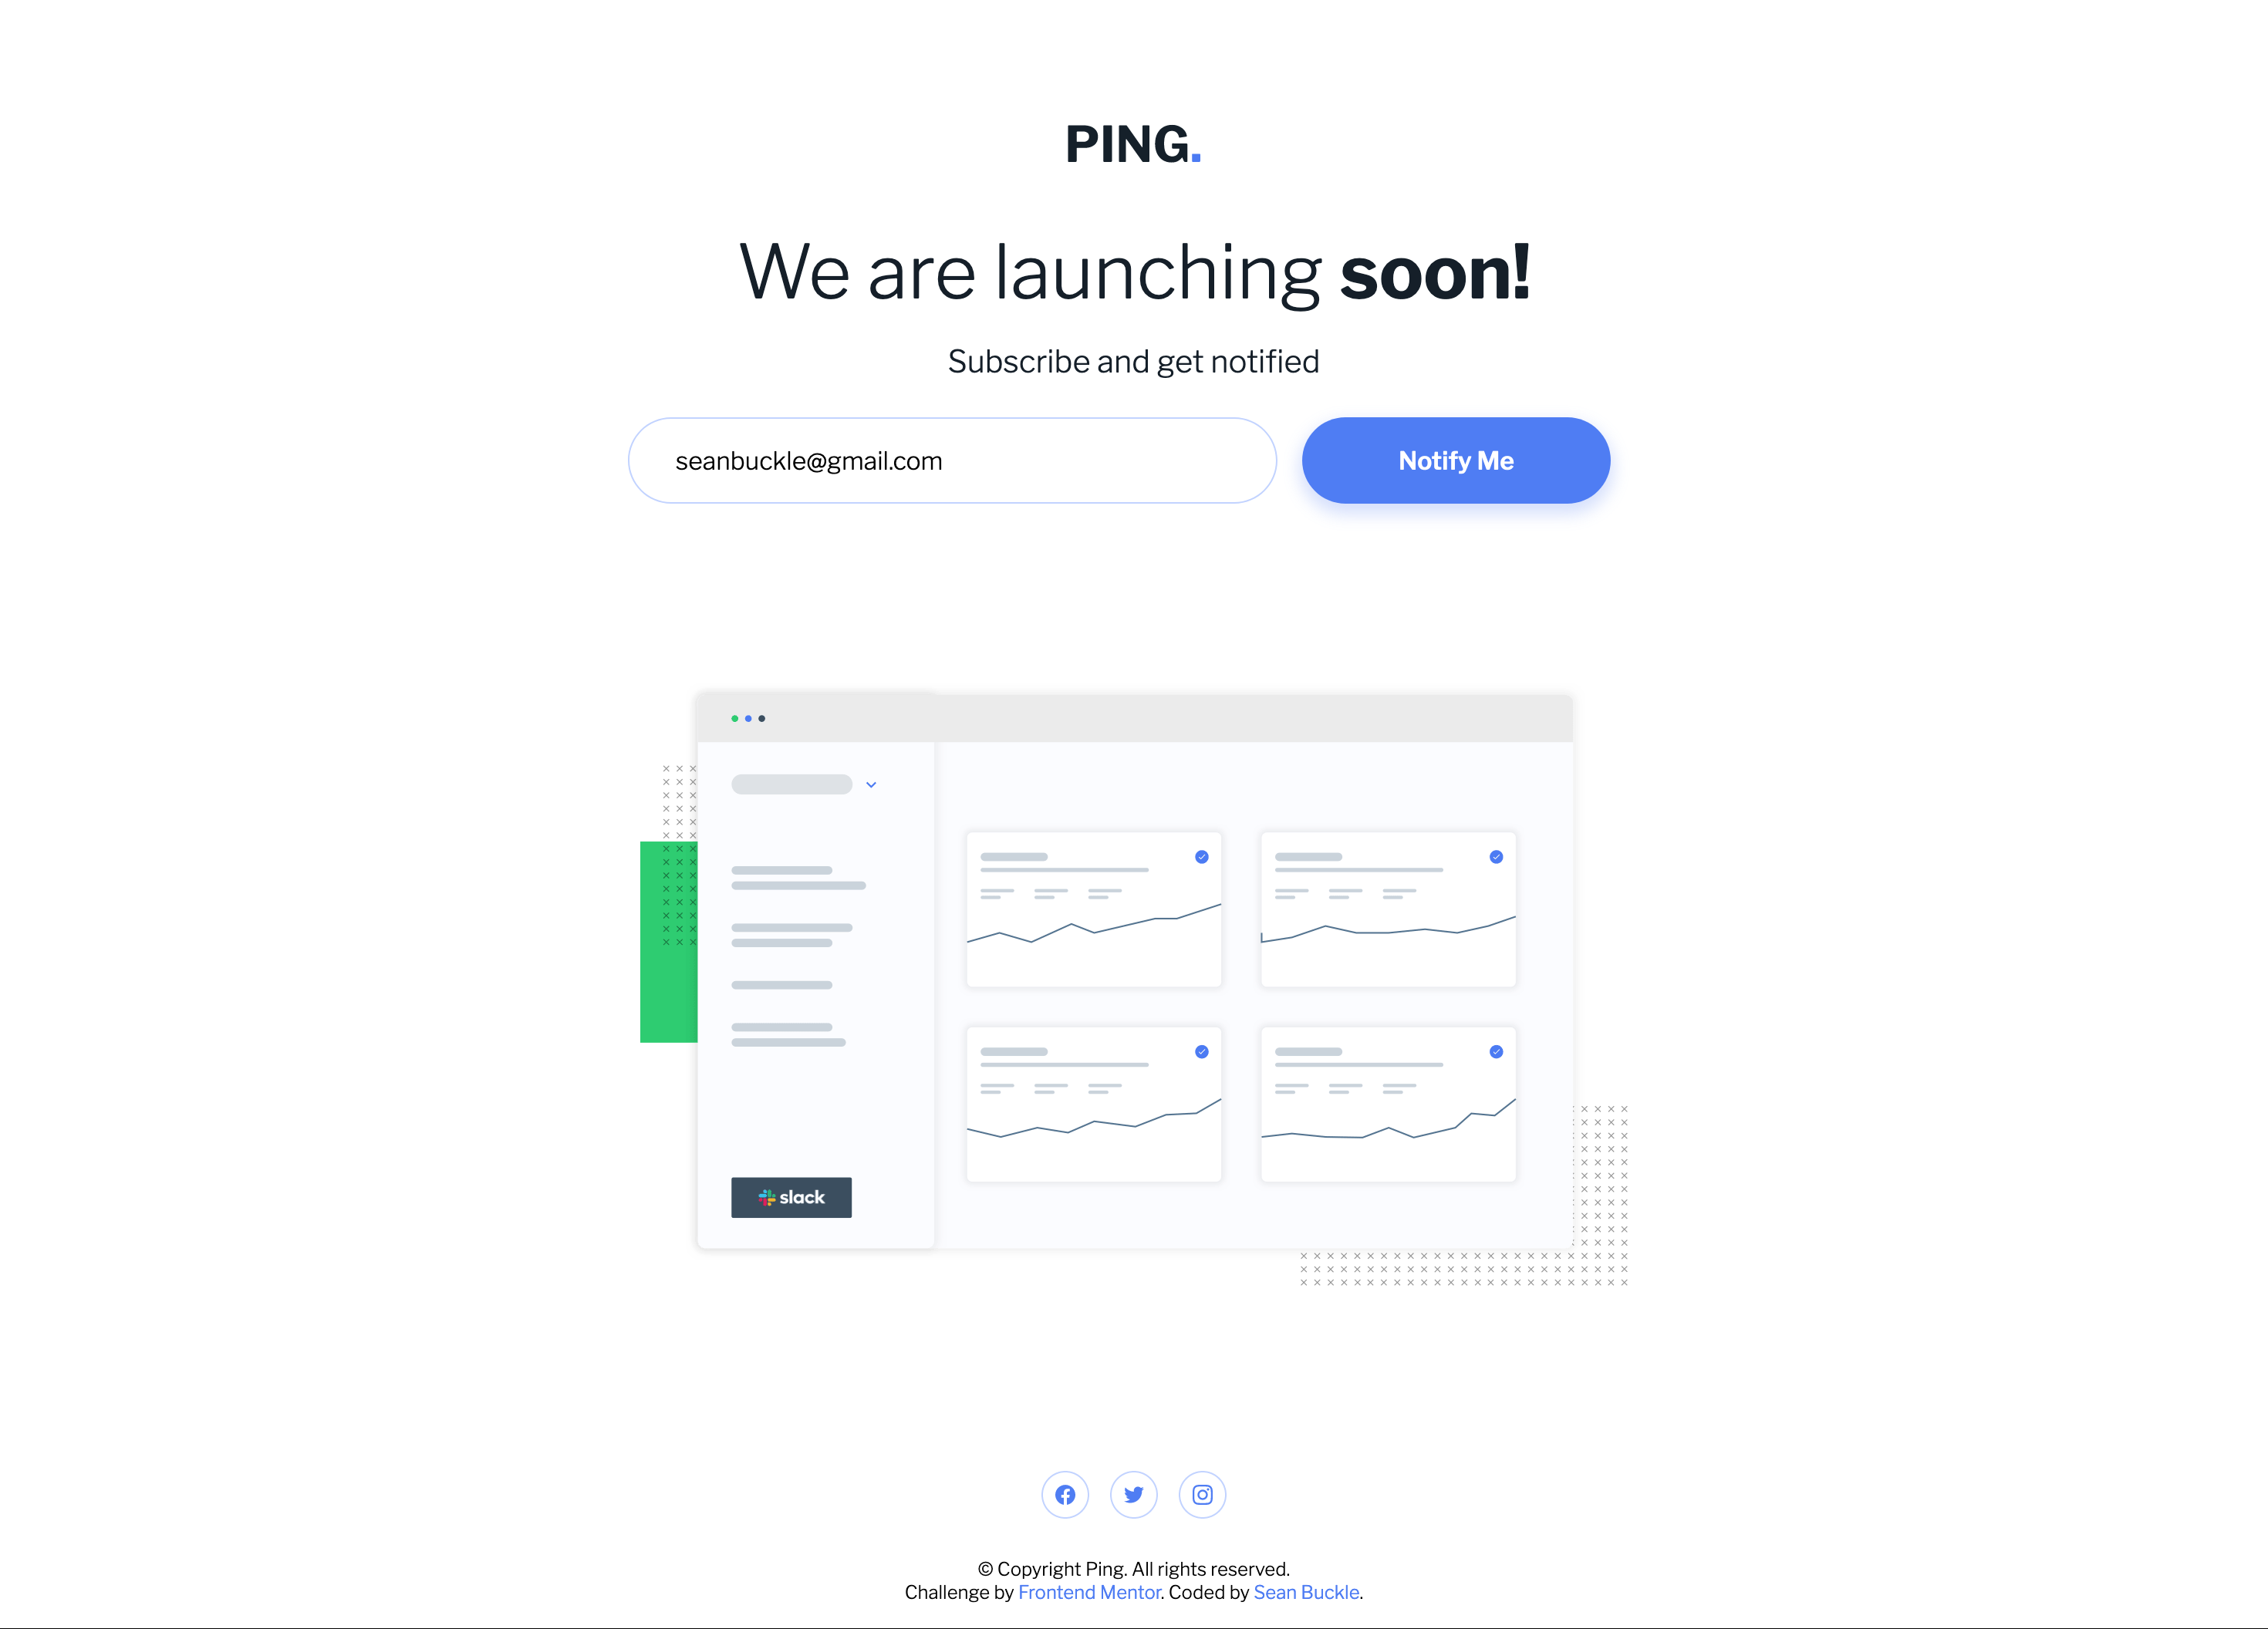 PING.
We are launching soon!
Subscribe and get notified
seanbuckle@gmail.com
Notify Me
slack
© Copyright Ping. All rights reserved.
Challenge by Frontend Mentor. Coded by Sean Buckle.